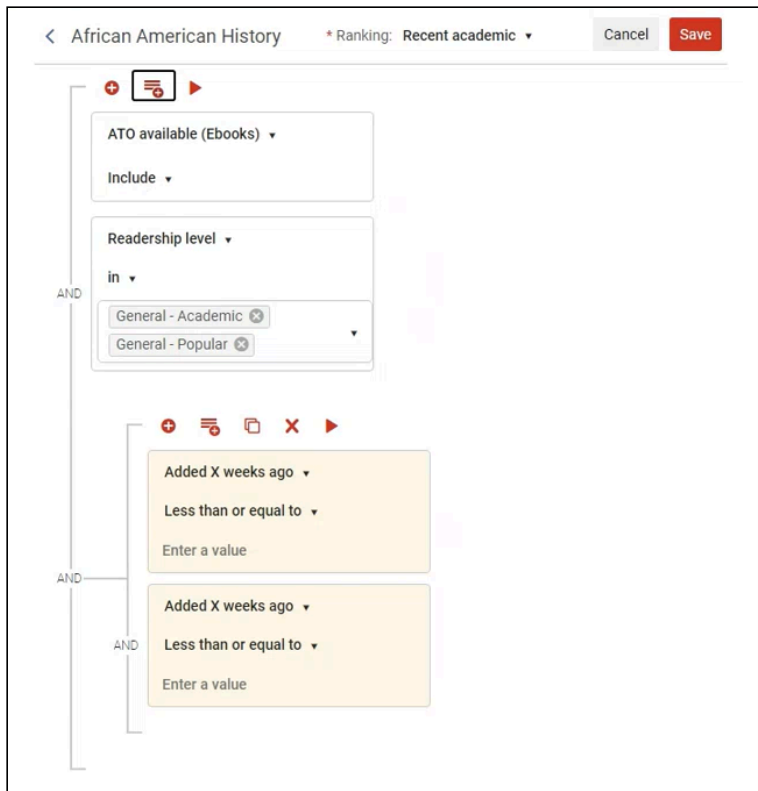 African American History * Ranking: Recent academic Cancel Save
ATO available (Ebooks)
Include
Readership level
in
AND
General - Academic
General - Popular
Added X weeks ago
Less than or equal to
Enter a value
AND
Added X weeks ago
AND Less than or equal to
Enter a value